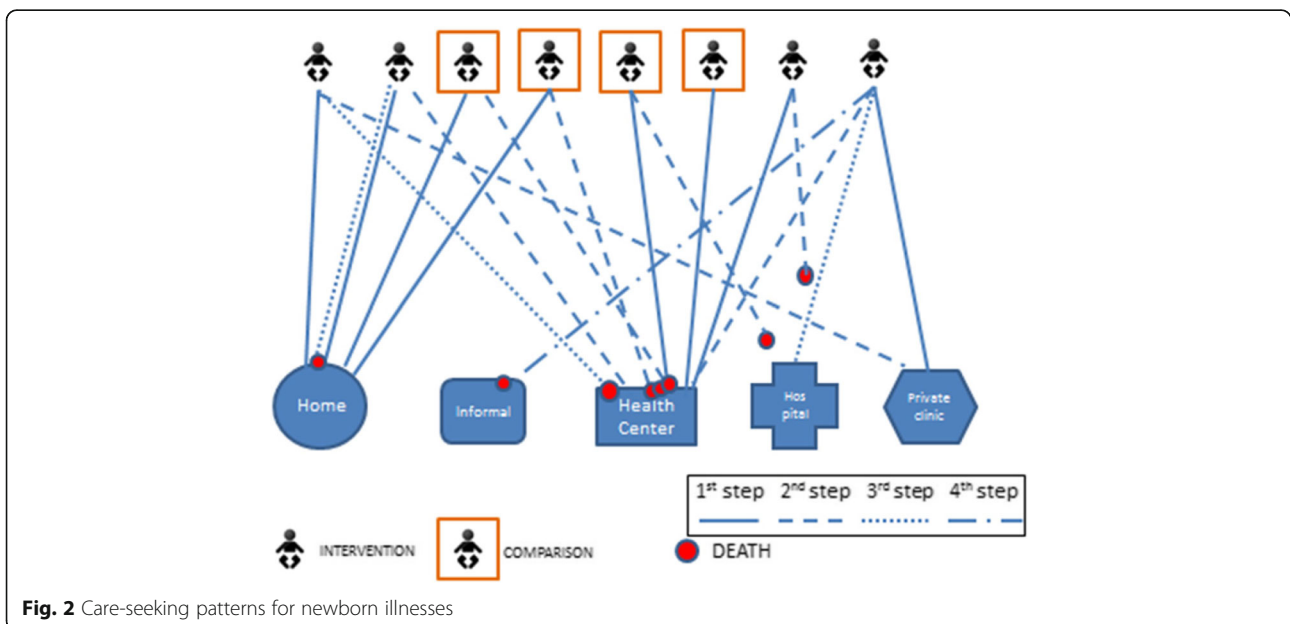 Home
Informal
Health
Center
Hos
pital
Private
clinic
1st step 2nd step 3rd step 4th step
INTERVENTION COMPARISON DEATH
Fig. 2 Care-seeking patterns for newborn illnesses